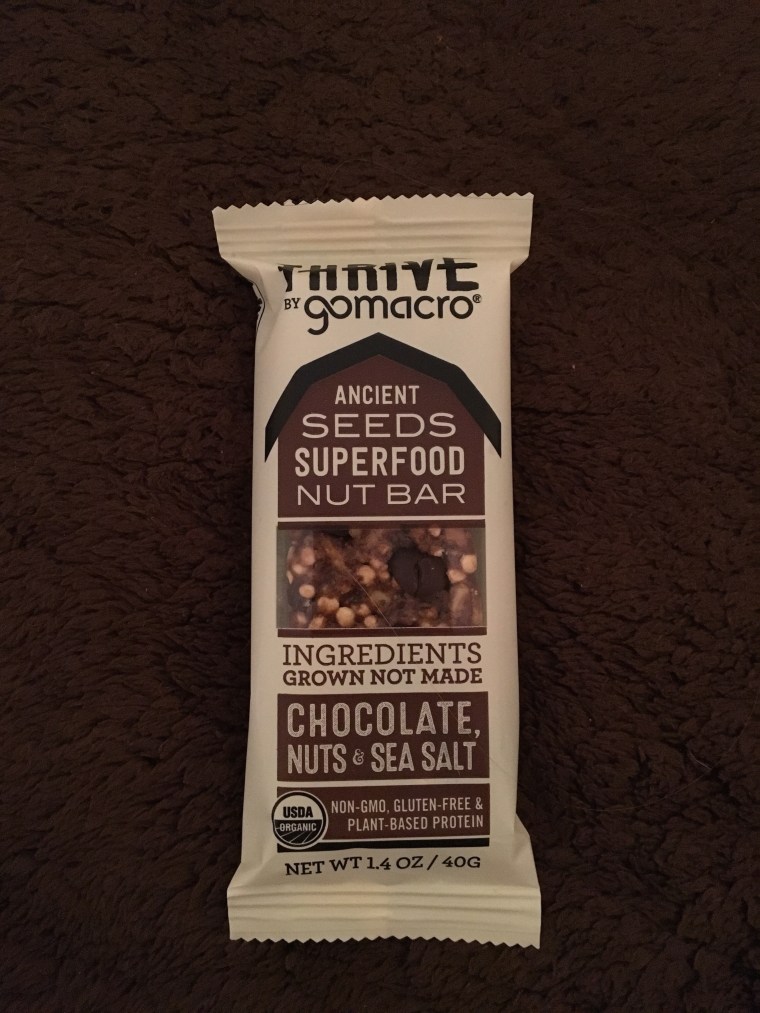 THRIVE
BY gomacro®
ANCIENT
SEEDS
SUPERFOOD
NUT BAR
INGREDIENTS
GROWN NOT MADE
CHOCOLATE,
NUTS & SEA SALT
USDA
ORGANIC
NON-GMO, GLUTEN-FREE &
PLANT-BASED PROTEIN
NET WT 1.4 OZ / 40G